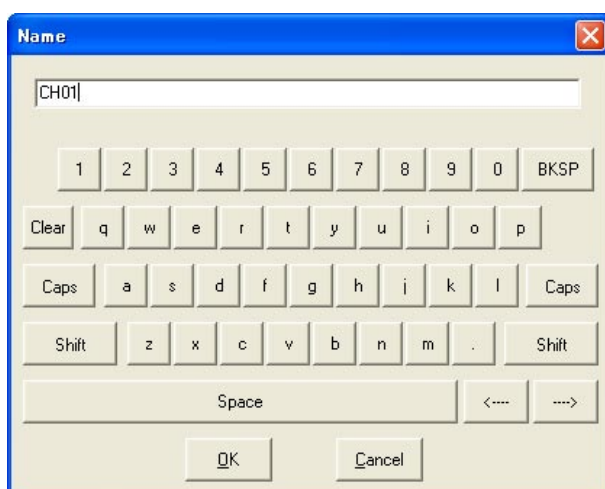 Name
CH01
1 2 3 4 5 6 7 8 9 0 BKSP
Clear q w e r t y u i o p
Caps a s d f g h j k l Caps
Shift z x c v b n m . Shift
Space <---- ---->
OK Cancel